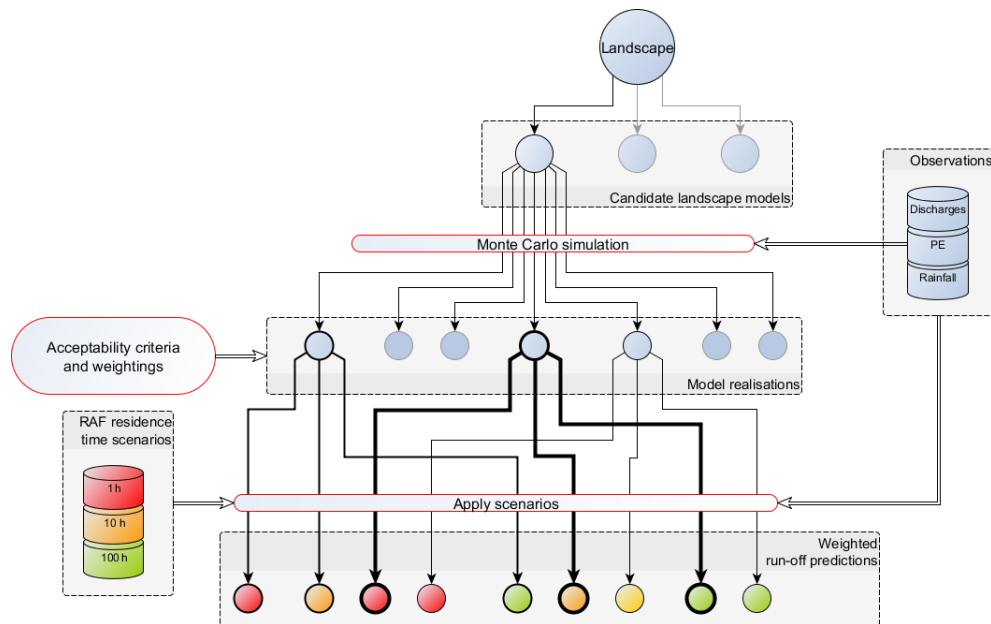 Landscape
Candidate landscape models
Observations
Discharges
PE
Rainfall
Monte Carlo simulation
Acceptability criteria
and weightings
Model realisations
RAF residence
time scenarios
1 h
10 h
100 h
Apply scenarios
Weighted
run-off predictions